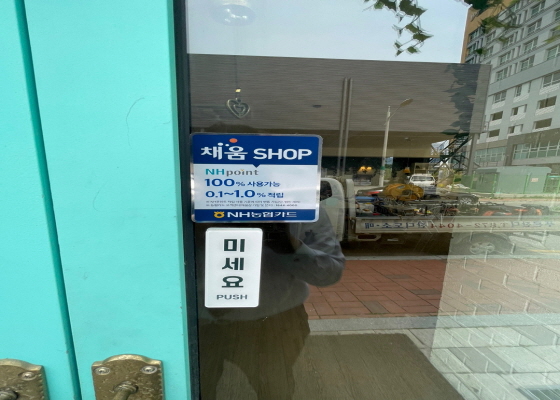 채움 SHOP
NHpoint
100% 사용가능
0.1~1.0% 적립
NH농협카드
미세요
PUSH